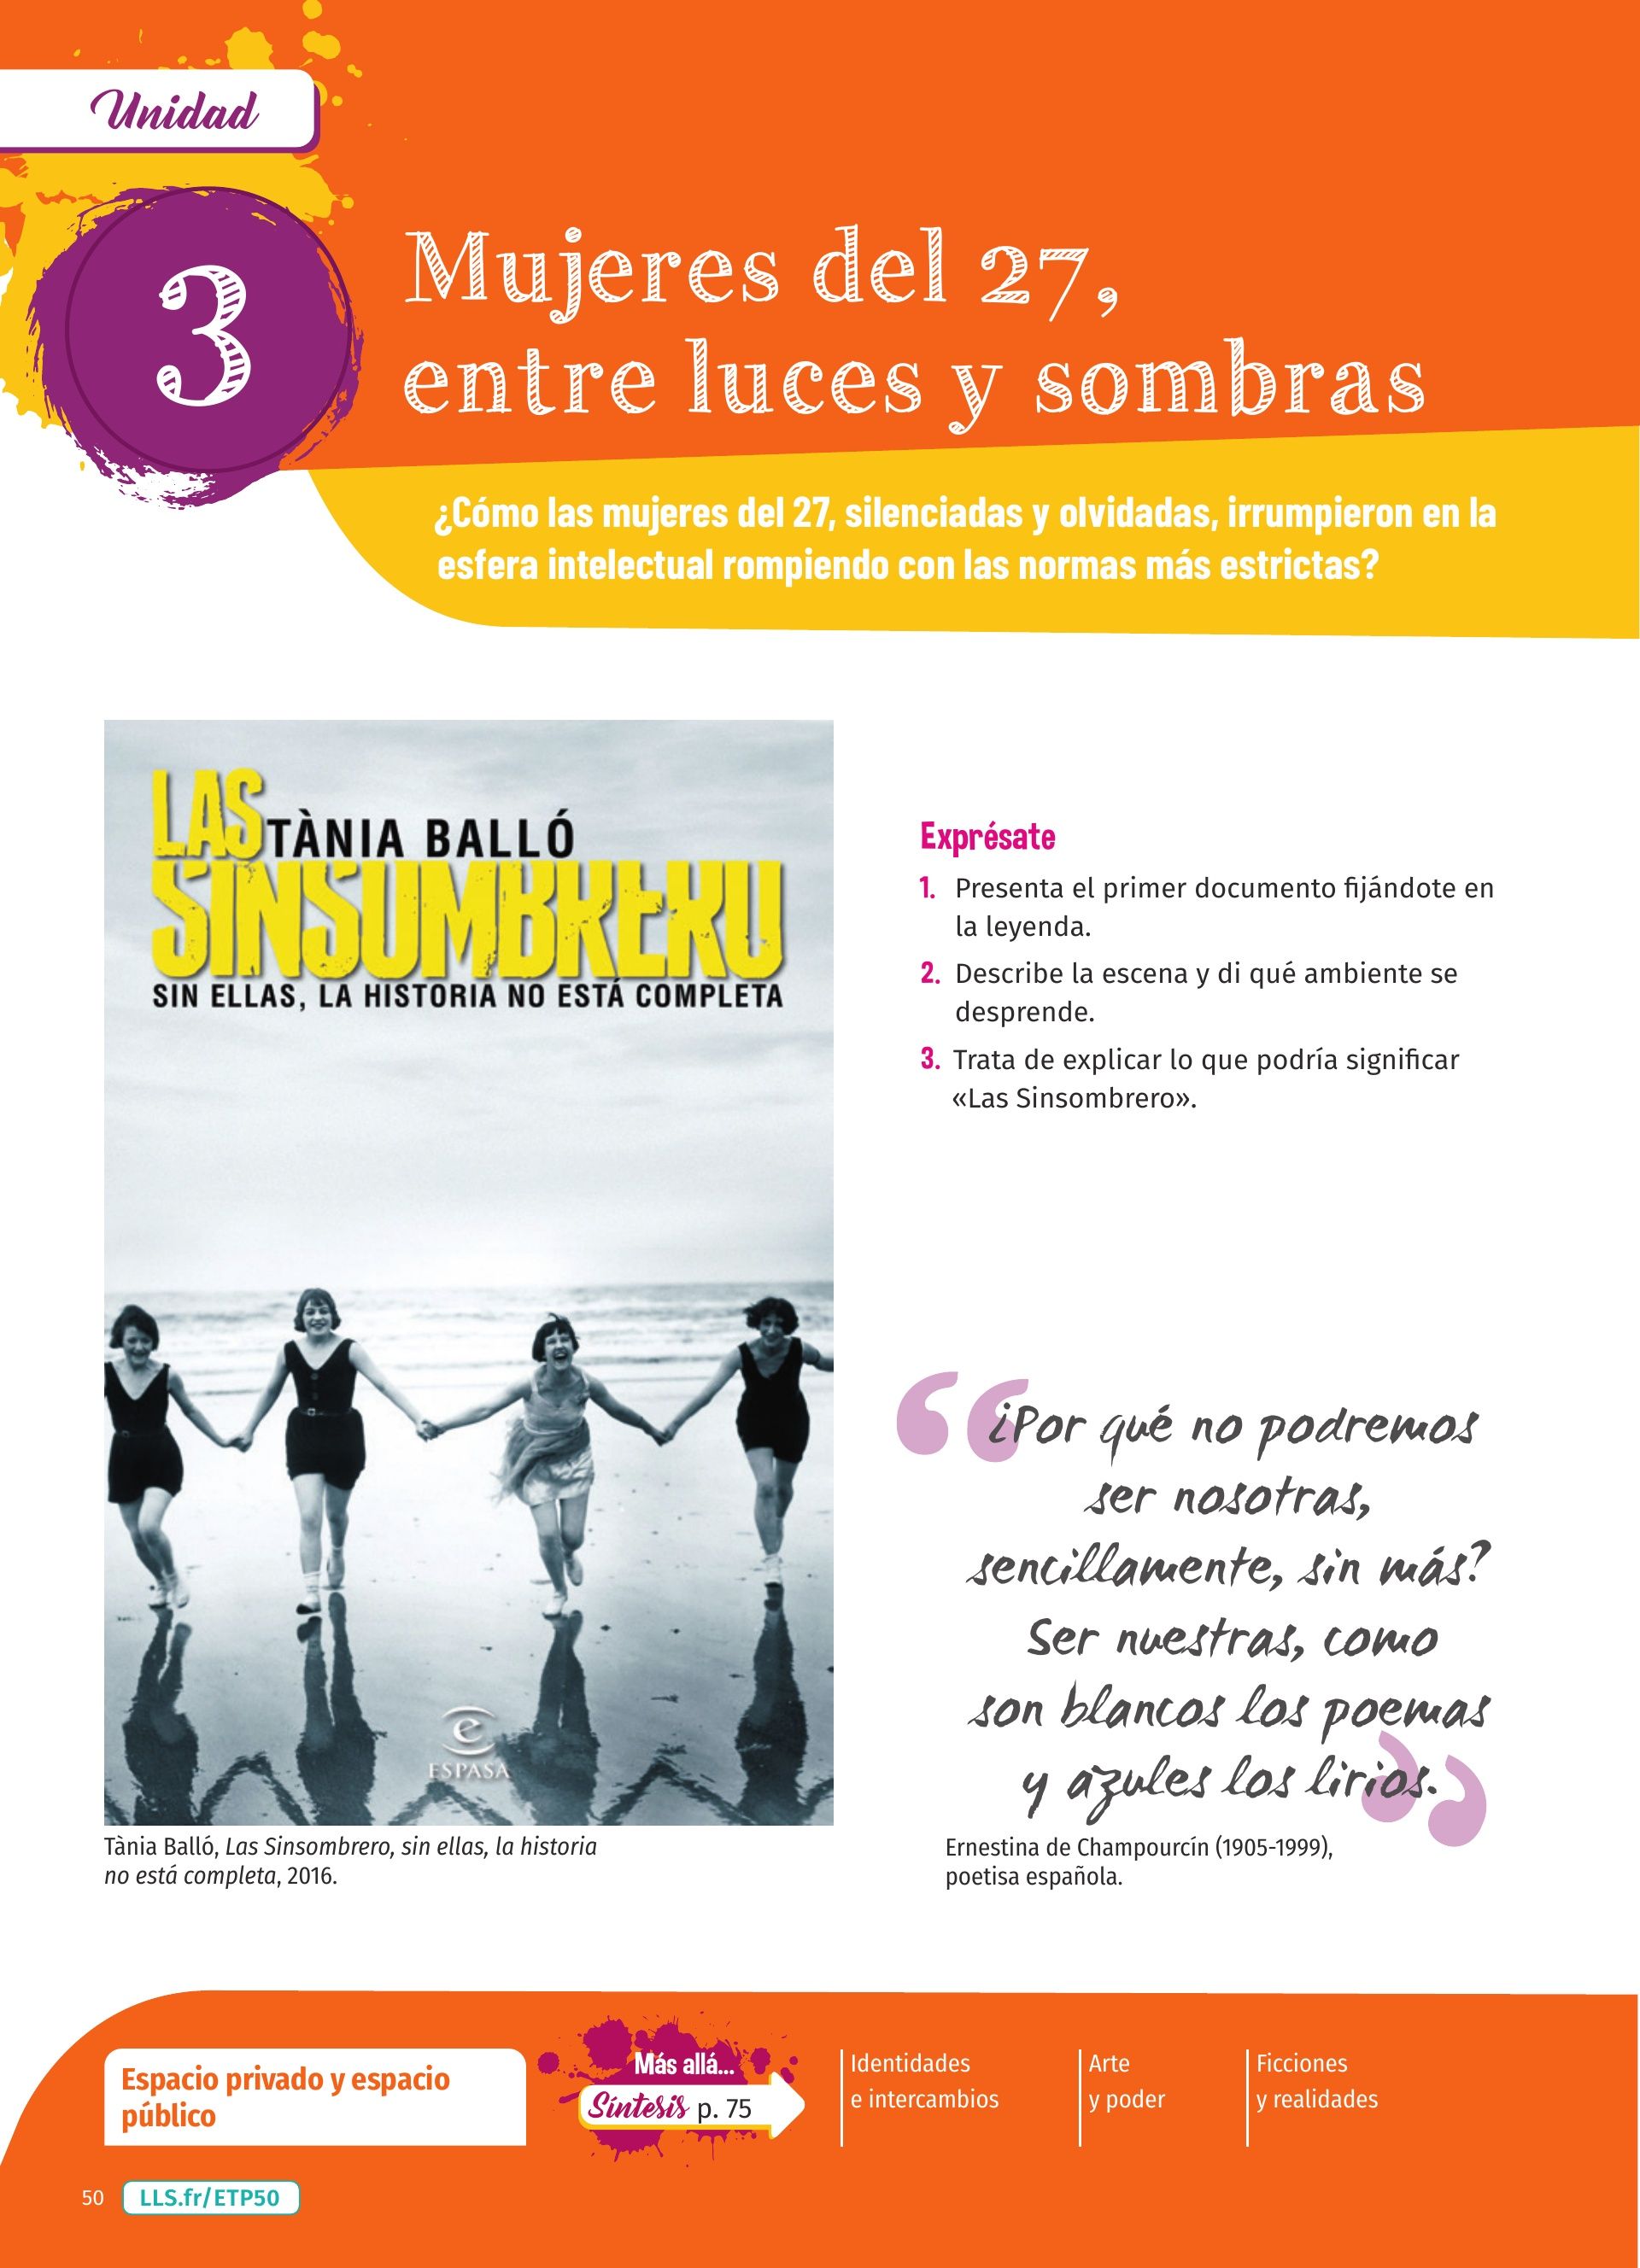 Unidad
3
Mujeres del 27,
entre luces y sombras
¿Cómo las mujeres del 27, silenciadas y olvidadas, irrumpieron en la
esfera intelectual rompiendo con las normas más estrictas?
LAS
TÀNIA BALLÓ
SINSOMBRERO
SIN ELLAS, LA HISTORIA NO ESTÁ COMPLETA
e
ESPASA
Tània Balló, Las Sinsombrero, sin ellas, la historia
no está completa, 2016.
Exprésate
1. Presenta el primer documento fijándote en
la leyenda.
2. Describe la escena y di qué ambiente se
desprende.
3. Trata de explicar lo que podría significar
«Las Sinsombrero».
“¿Por qué no podremos
ser nosotras,
sencillamente, sin más?
Ser nuestras, como
son blancos los poemas
y azules los lirios.”
Ernestina de Champourcín (1905-1999),
poetisa española.
Espacio privado y espacio
público
Más allá...
Síntesis p. 75
Identidades
e intercambios
Arte
y poder
Ficciones
y realidades
50 LLS.fr/ETP50